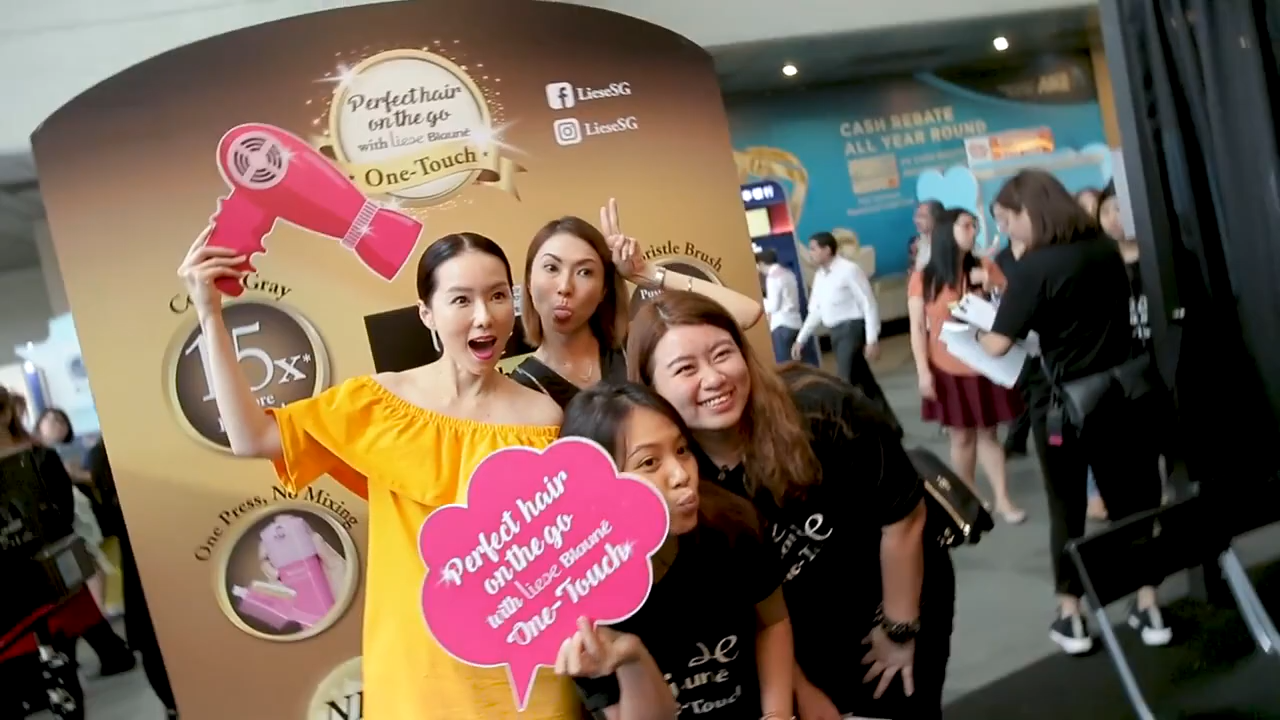 Perfect hair
on the go
with liese Blauné
One-Touch
LieseSG
LieseSG
CASH REBATE
ALL YEAR ROUND
Gray
ristle Brush
15x*
One Press, No Mixing
Perfect hair
on the go
with liese Blauné
One-Touch